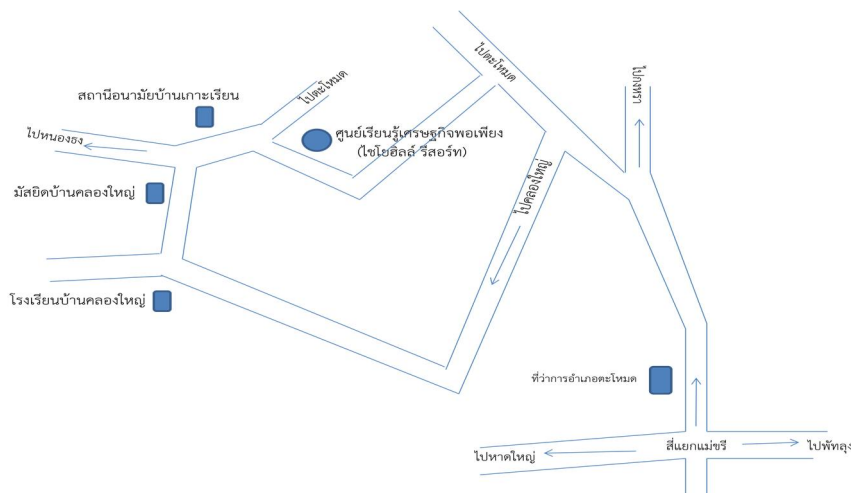 ไปตะโหมด
ไปกงหรา
สถานีอนามัยบ้านเกาะเรียน
ไปตะโหมด
ไปหนองธง
ศูนย์เรียนรู้เศรษฐกิจพอเพียง
(ไชโยฮิลล์ รีสอร์ท)
มัสยิดบ้านคลองใหญ่
ไปคลองใหญ่
โรงเรียนบ้านคลองใหญ่
ที่ว่าการอำเภอตะโหมด
ไปหาดใหญ่
สี่แยกแม่ขรี
ไปพัทลุง